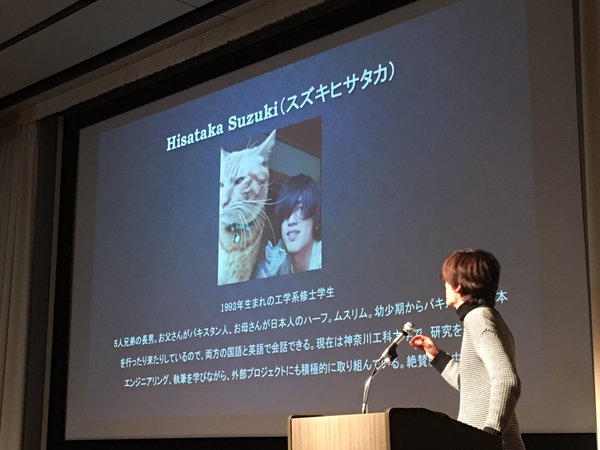 Hisataka Suzuki(スズキヒサタカ)
1992年生まれの工学系修士学生
5人兄弟の長男。お父さんがパキスタン人、お母さんが日本人のハーフ。ムスリム。幼少期からパキス 本
を行ったり来たりしているので、両方の国語と英語で会話できる。現在は神奈川工科大 で、研究を
エンジニアリング、執筆を学びながら、外部プロジェクトにも積極的に取り組んでいる。絶賛